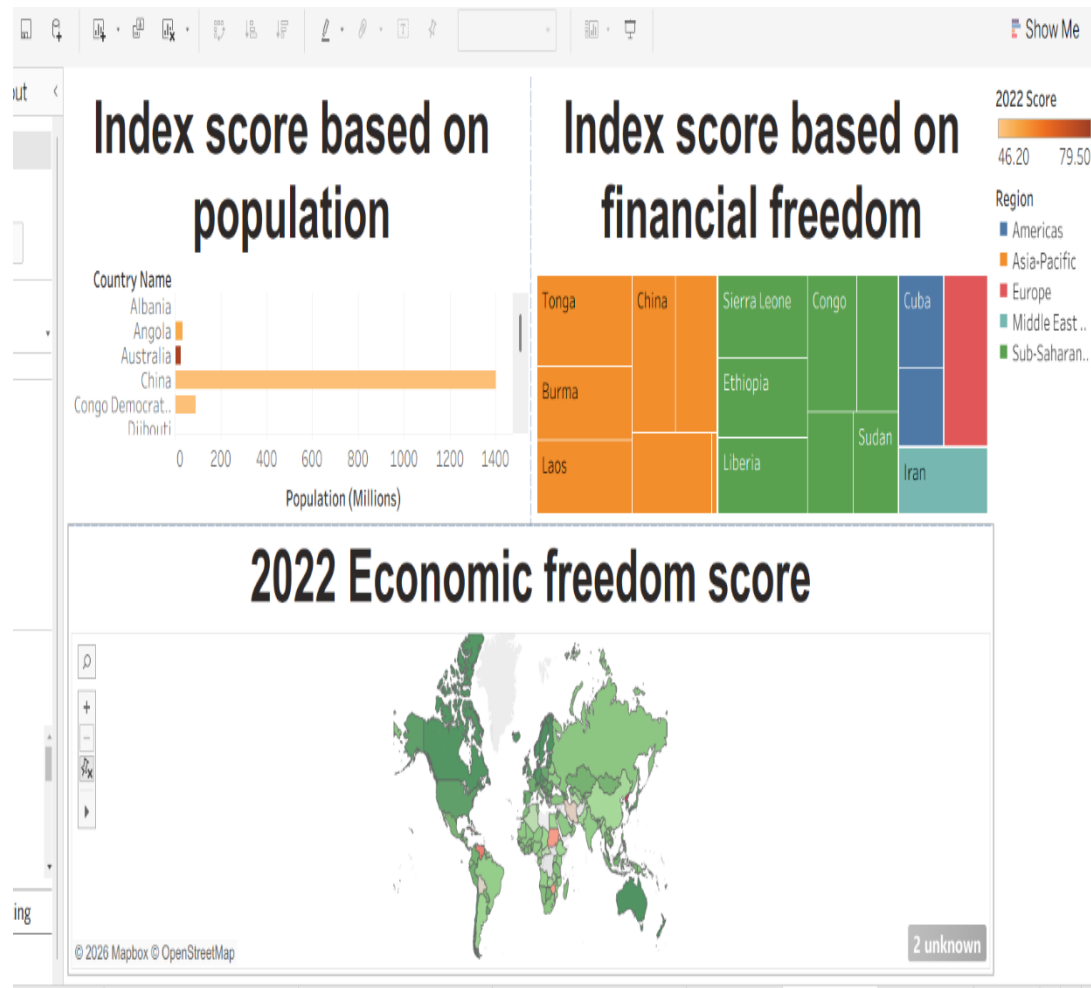 Show Me
out
Index score based on
population
Index score based on
financial freedom
2022 Score
46.20 79.50
Region
Americas
Asia-Pacific
Europe
Middle East ..
Sub-Saharan..
Country Name
Albania
Angola
Australia
China
Congo Democrat..
Djibouti
0 200 400 600 800 1000 1200 1400
Population (Millions)
Tonga
China
Sierra Leone
Congo
Cuba
Burma
Ethiopia
Laos
Liberia
Sudan
Iran
2022 Economic freedom score
ing
© 2026 Mapbox © OpenStreetMap
2 unknown